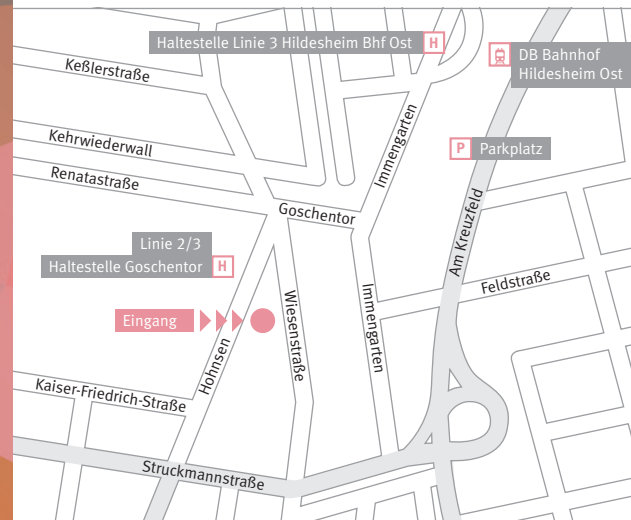 Haltestelle Linie 3 Hildesheim Bhf Ost H
DB Bahnhof
Hildesheim Ost
Keßlerstraße
Immengarten
Kehrwiederwall
P Parkplatz
Renatastraße
Goschentor
Am Kreuzfeld
Linie 2/3
Haltestelle Goschentor H
Feldstraße
Eingang
Wiesenstraße
Immengarten
Hohnsen
Kaiser-Friedrich-Straße
Struckmannstraße